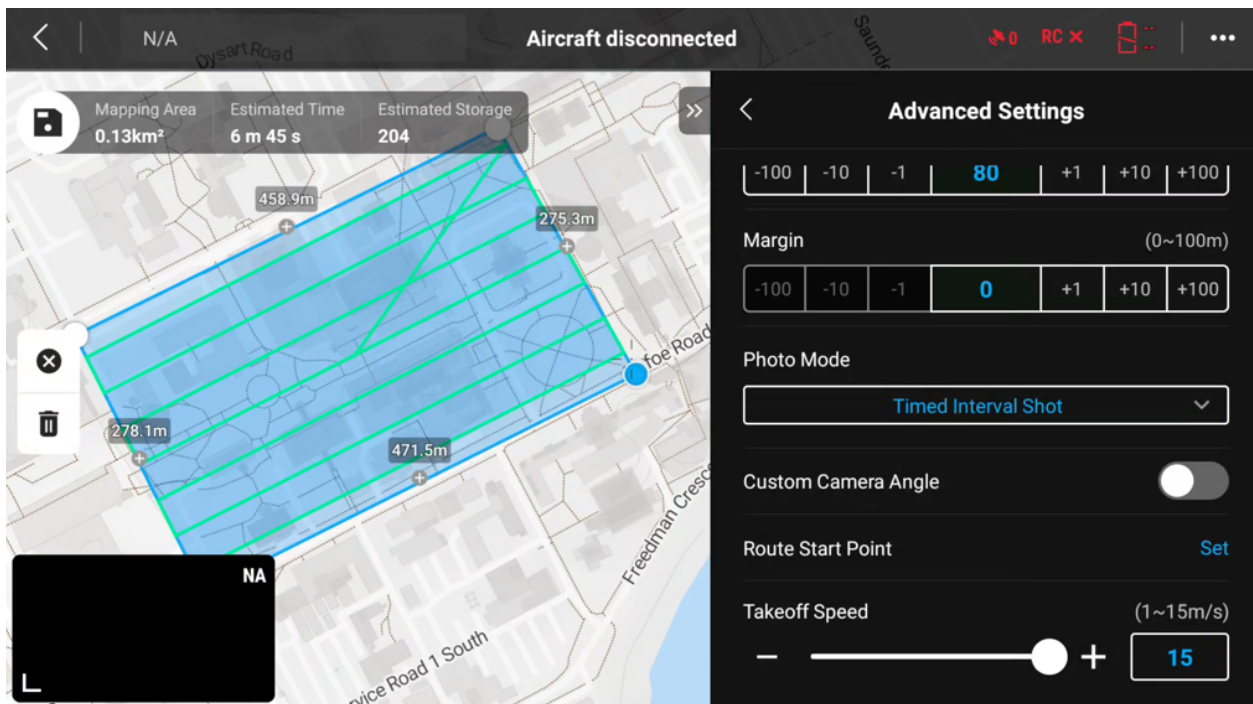 N/A
Aircraft disconnected
0 RC
Dysart Road
Saunde
Mapping Area Estimated Time Estimated Storage
0.13km² 6 m 45 s 204
458.9m
275.3m
278.1m
471.5m
foe Road
Freedman Cresc
vice Road 1 South
NA
Advanced Settings
-100 -10 -1 80 +1 +10 +100
Margin (0~100m)
-100 -10 -1 0 +1 +10 +100
Photo Mode
Timed Interval Shot
Custom Camera Angle
Route Start Point Set
Takeoff Speed (1~15m/s)
15